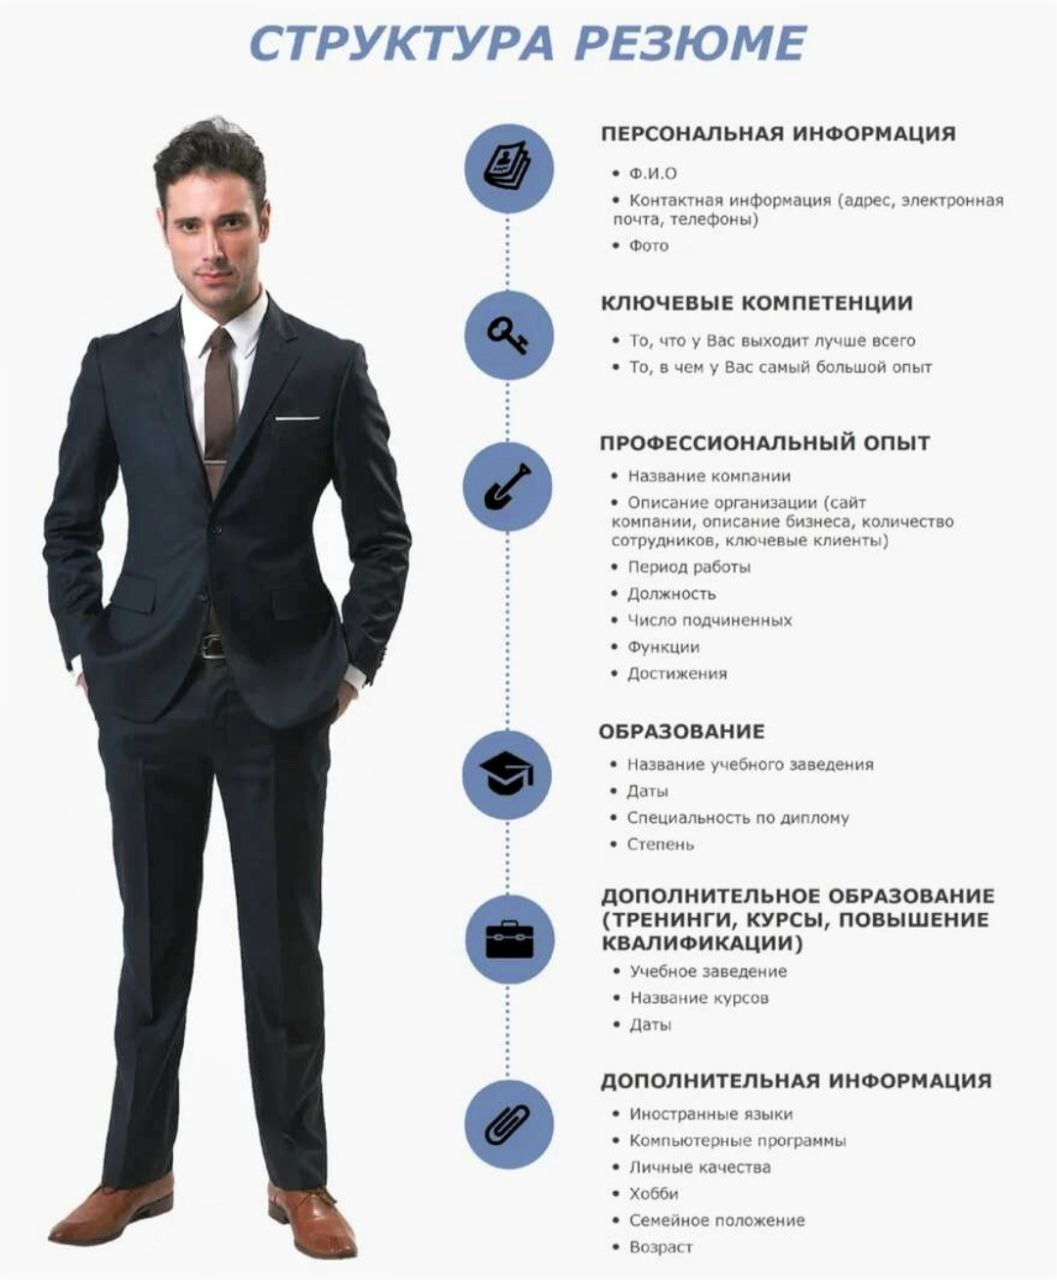 СТРУКТУРА РЕЗЮМЕ
ПЕРСОНАЛЬНАЯ ИНФОРМАЦИЯ
• Ф.И.О
• Контактная информация (адрес, электронная
почта, телефоны)
• Фото
КЛЮЧЕВЫЕ КОМПЕТЕНЦИИ
• То, что у Вас выходит лучше всего
• То, в чем у Вас самый большой опыт
ПРОФЕССИОНАЛЬНЫЙ ОПЫТ
• Название компании
• Описание организации (сайт
компании, описание бизнеса, количество
сотрудников, ключевые клиенты)
• Период работы
• Должность
• Число подчиненных
• Функции
• Достижения
ОБРАЗОВАНИЕ
• Название учебного заведения
• Даты
• Специальность по диплому
• Степень
ДОПОЛНИТЕЛЬНОЕ ОБРАЗОВАНИЕ
(ТРЕНИНГИ, КУРСЫ, ПОВЫШЕНИЕ
КВАЛИФИКАЦИИ)
• Учебное заведение
• Название курсов
• Даты
ДОПОЛНИТЕЛЬНАЯ ИНФОРМАЦИЯ
• Иностранные языки
• Компьютерные программы
• Личные качества
• Хобби
• Семейное положение
• Возраст